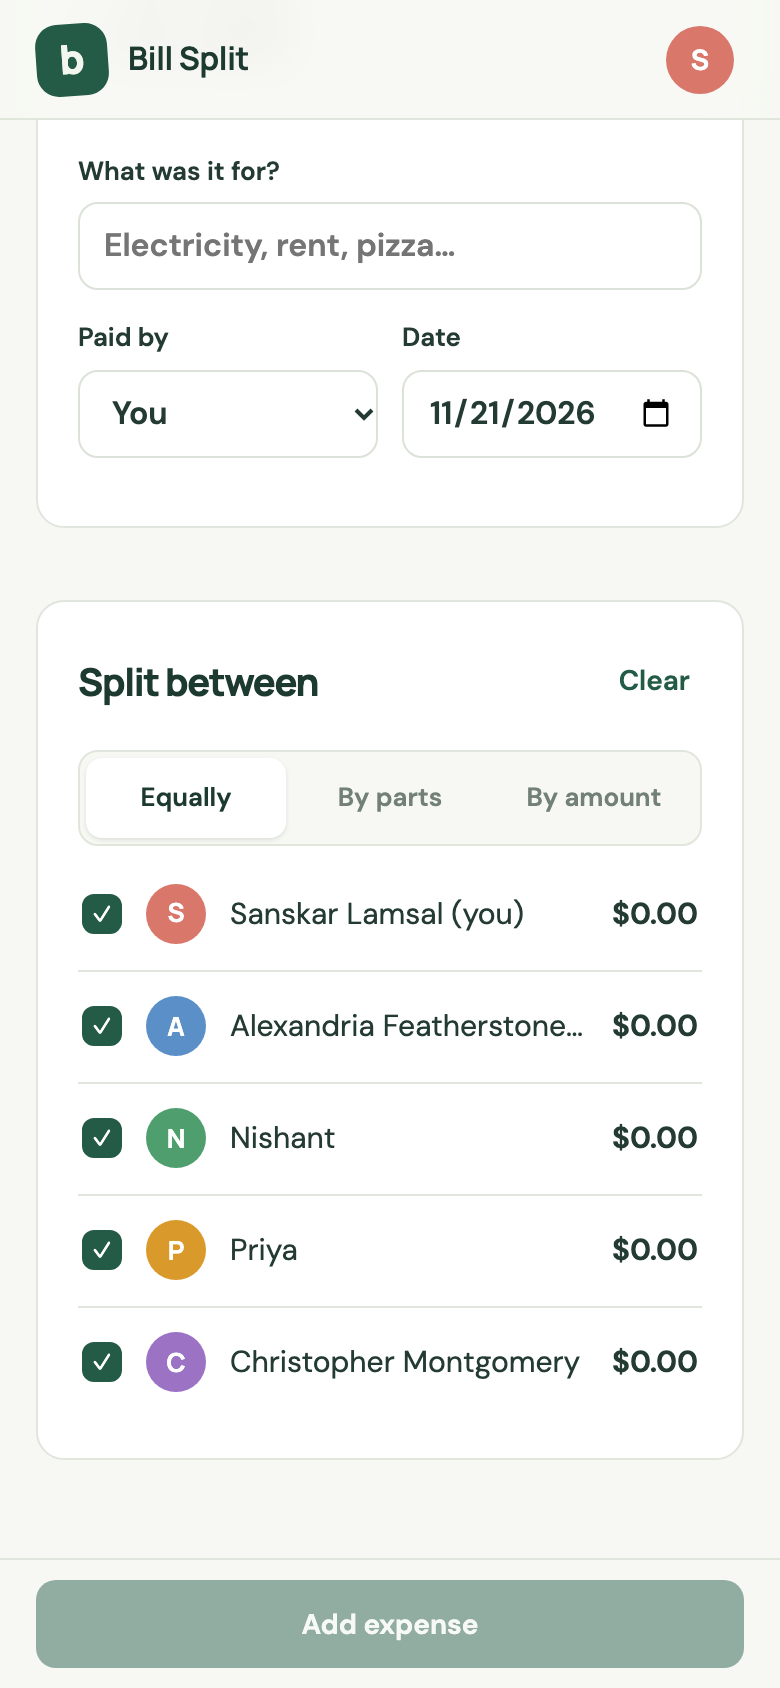 b Bill Split S
What was it for?
Electricity, rent, pizza...
Paid by Date
You 11/21/2026
Split between Clear
Equally By parts By amount
S Sanskar Lamsal (you) $0.00
A Alexandria Featherstone... $0.00
N Nishant $0.00
P Priya $0.00
C Christopher Montgomery $0.00
Add expense